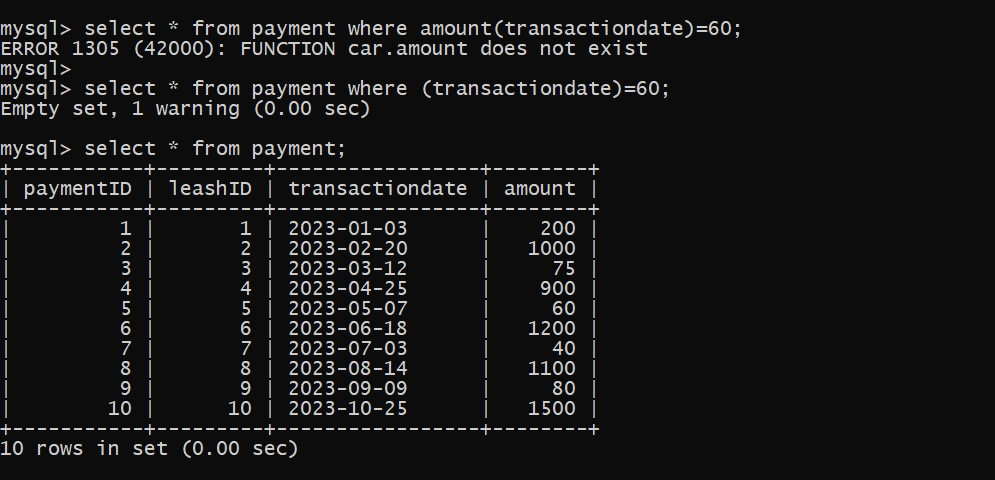 mysql> select * from payment where amount(transactiondate)=60;
ERROR 1305 (42000): FUNCTION car.amount does not exist
mysql>
mysql> select * from payment where (transactiondate)=60;
Empty set, 1 warning (0.00 sec)
mysql> select * from payment;
+-----------+---------+-----------------+--------+
| paymentID | leashID | transactiondate | amount |
+-----------+---------+-----------------+--------+
|         1 |       1 | 2023-01-03      |    200 |
|         2 |       2 | 2023-02-20      |   1000 |
|         3 |       3 | 2023-03-12      |     75 |
|         4 |       4 | 2023-04-25      |    900 |
|         5 |       5 | 2023-05-07      |     60 |
|         6 |       6 | 2023-06-18      |   1200 |
|         7 |       7 | 2023-07-03      |     40 |
|         8 |       8 | 2023-08-14      |   1100 |
|         9 |       9 | 2023-09-09      |     80 |
|        10 |      10 | 2023-10-25      |   1500 |
+-----------+---------+-----------------+--------+
10 rows in set (0.00 sec)